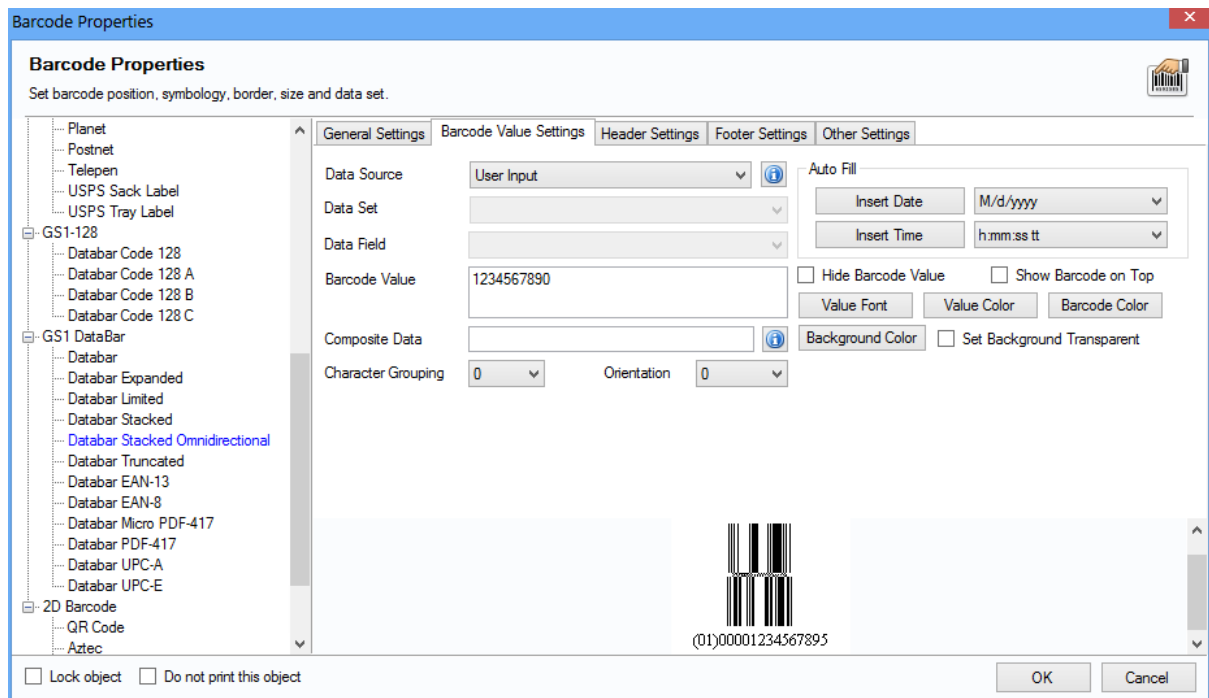 Barcode Properties
Barcode Properties
Set barcode position, symbology, border, size and data set.
Planet
Postnet
Telepen
USPS Sack Label
USPS Tray Label
GS1-128
Databar Code 128
Databar Code 128 A
Databar Code 128 B
Databar Code 128 C
GS1 DataBar
Databar
Databar Expanded
Databar Limited
Databar Stacked
Databar Stacked Omnidirectional
Databar Truncated
Databar EAN-13
Databar EAN-8
Databar Micro PDF-417
Databar PDF-417
Databar UPC-A
Databar UPC-E
2D Barcode
QR Code
Aztec
General Settings Barcode Value Settings Header Settings Footer Settings Other Settings
Data Source User Input
Data Set
Data Field
Barcode Value 1234567890
Composite Data
Character Grouping 0 Orientation 0
Auto Fill
Insert Date M/d/yyyy
Insert Time h:mm:ss tt
Hide Barcode Value Show Barcode on Top
Value Font Value Color Barcode Color
Background Color Set Background Transparent
(01)00001234567895
Lock object Do not print this object OK Cancel